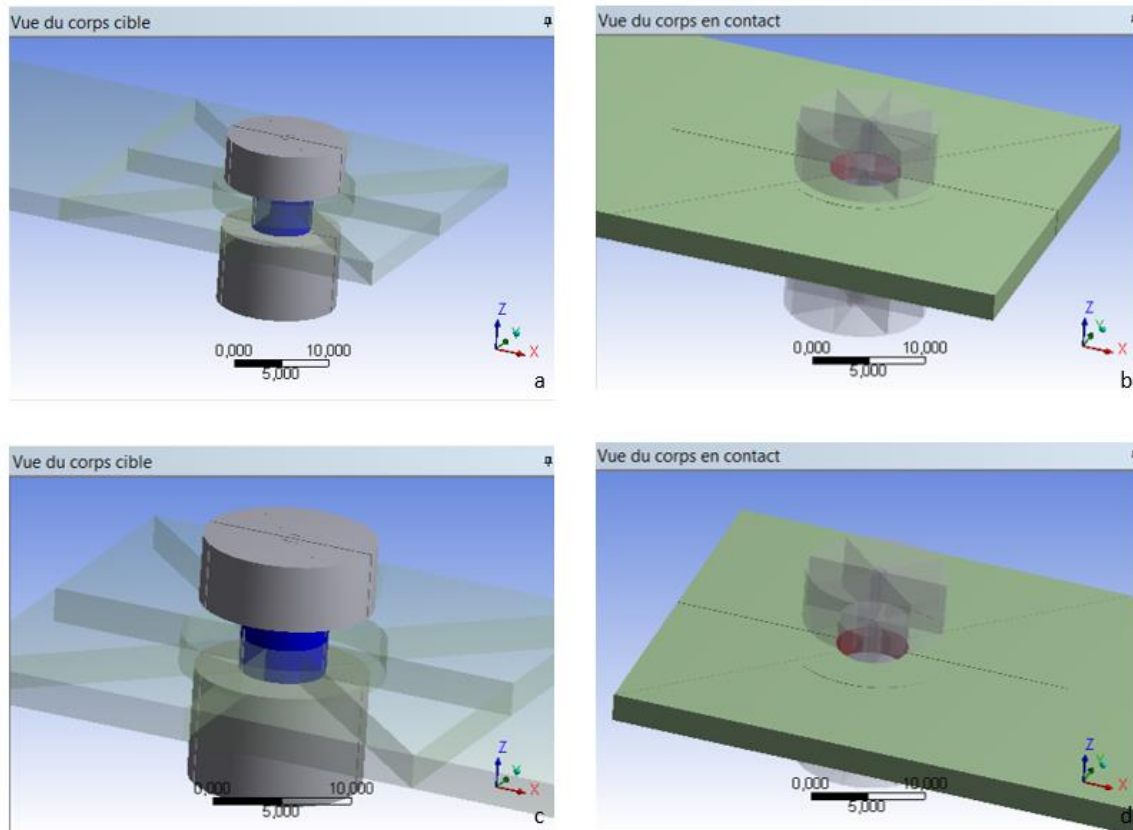 Vue du corps cible
Vue du corps en contact
Z
Y
X
0,000 10,000
5,000
a
Z
Y
X
0,000 10,000
5,000
b
Vue du corps cible
Vue du corps en contact
Z
Y
X
0,000 10,000
5,000
c
Z
Y
X
0,000 10,000
5,000
d